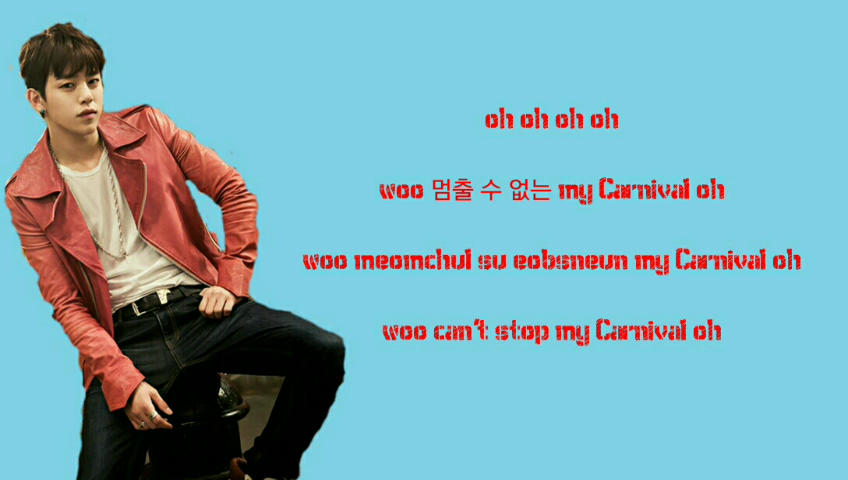 oh oh oh oh
woo 멈출 수 없는 my Carnival oh
woo meomchul su eobsneun my Carnival oh
woo can't stop my Carnival oh